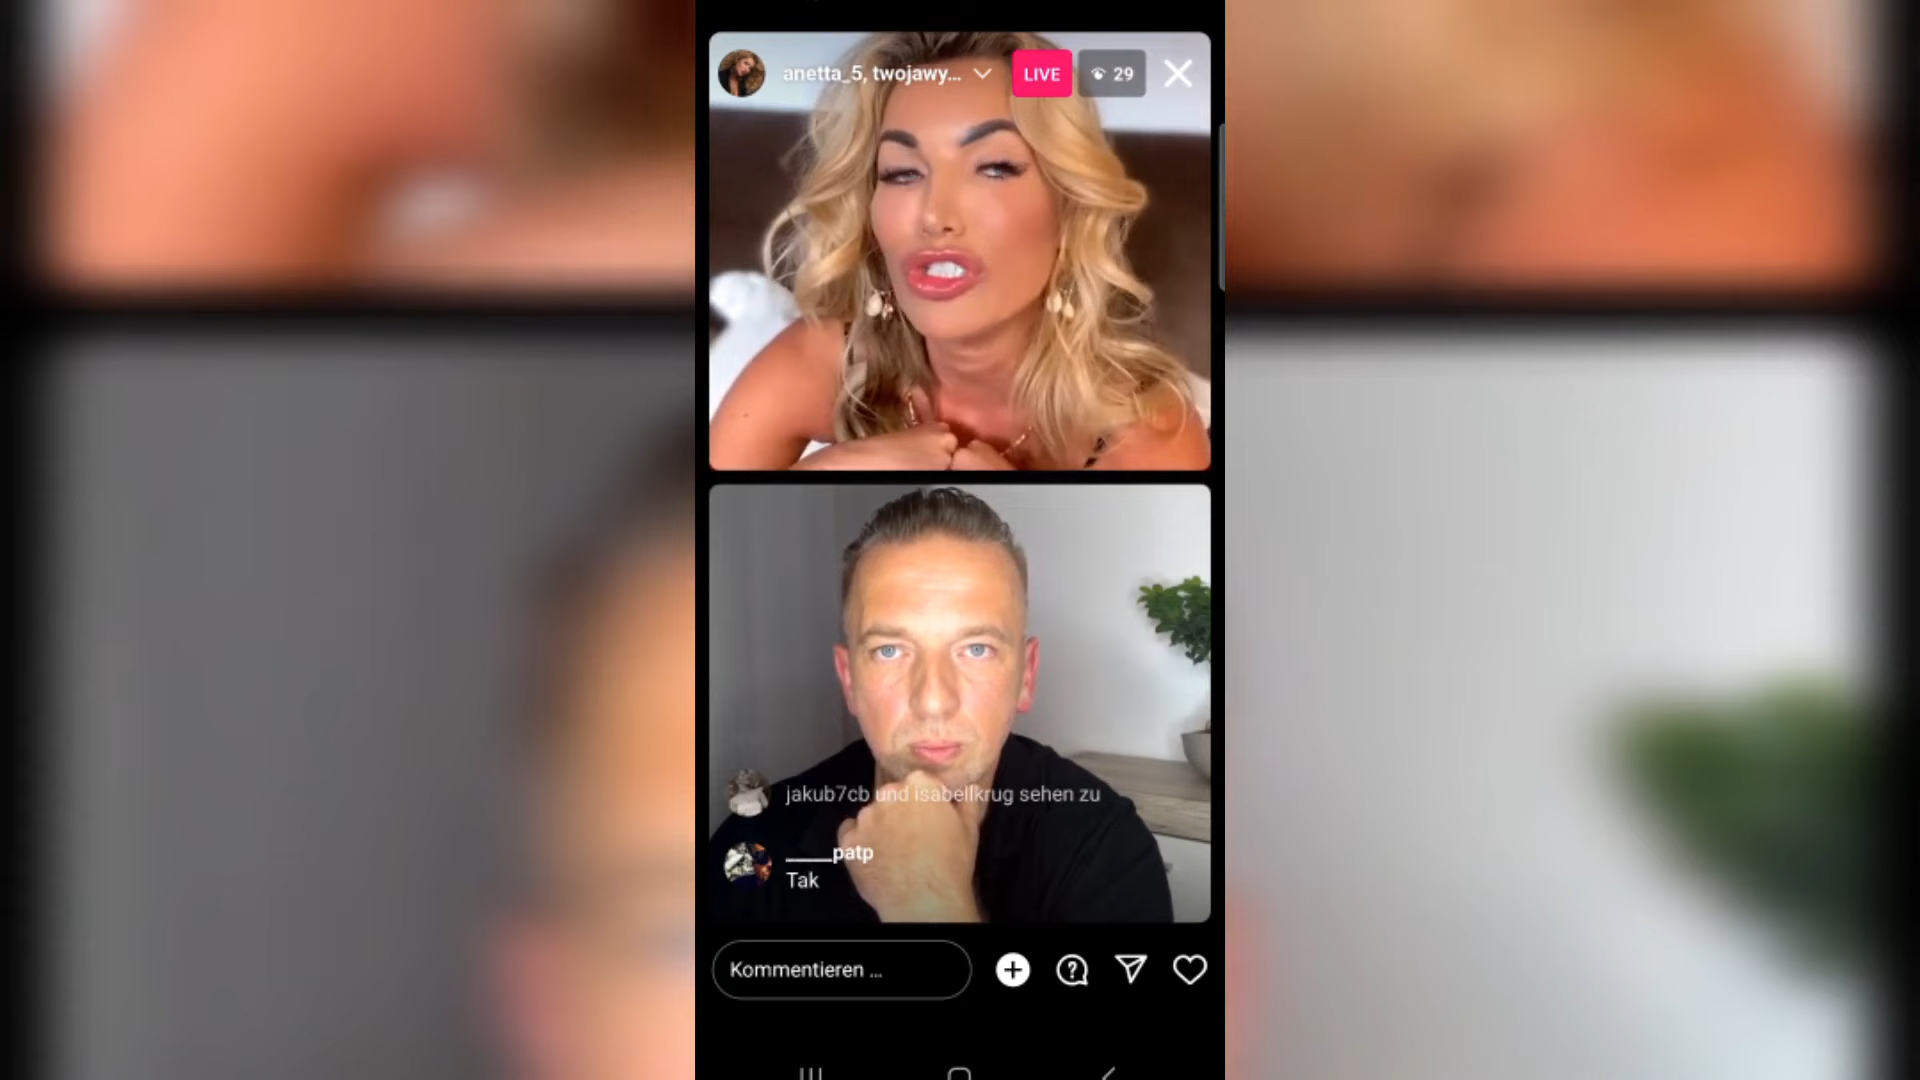 anetta_5, twojawy...
LIVE
29
jakub7cb und isabellkrug sehen zu
_____patp
Tak
Kommentieren ...